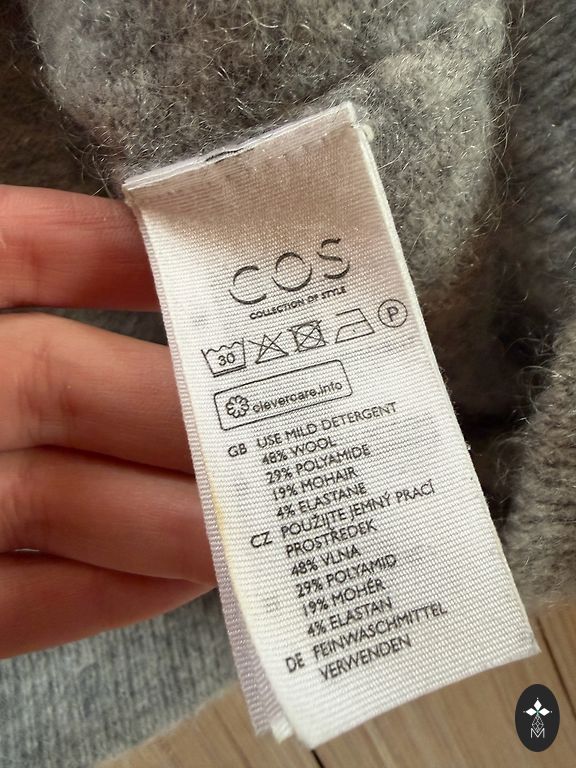 COS
COLLECTION OF STYLE
30
P
clevercare.info
GB USE MILD DETERGENT
48% WOOL
29% POLYAMIDE
19% MOHAIR
4% ELASTANE
CZ POUŽIJTE JEMNÝ PRACÍ
PROSTŘEDEK
48% VLNA
29% POLYAMID
19% MOHÉR
4% ELASTAN
DE FEINWASCHMITTEL
VERWENDEN
M